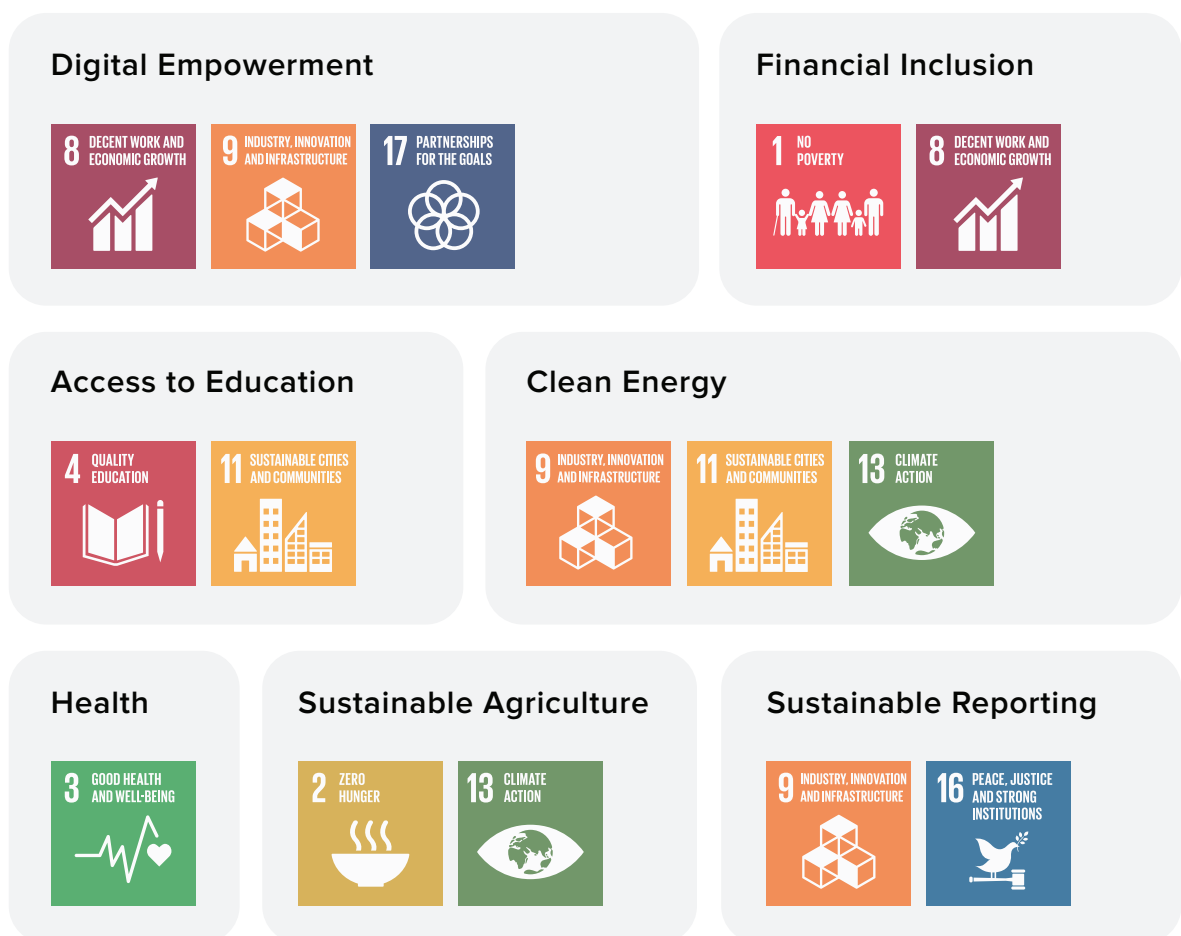 Digital Empowerment
8 DECENT WORK AND
ECONOMIC GROWTH
9 INDUSTRY, INNOVATION
AND INFRASTRUCTURE
17 PARTNERSHIPS
FOR THE GOALS
Financial Inclusion
1 NO
POVERTY
8 DECENT WORK AND
ECONOMIC GROWTH
Access to Education
4 QUALITY
EDUCATION
11 SUSTAINABLE CITIES
AND COMMUNITIES
Clean Energy
9 INDUSTRY, INNOVATION
AND INFRASTRUCTURE
11 SUSTAINABLE CITIES
AND COMMUNITIES
13 CLIMATE
ACTION
Health
3 GOOD HEALTH
AND WELL-BEING
Sustainable Agriculture
2 ZERO
HUNGER
13 CLIMATE
ACTION
Sustainable Reporting
9 INDUSTRY, INNOVATION
AND INFRASTRUCTURE
16 PEACE, JUSTICE
AND STRONG
INSTITUTIONS